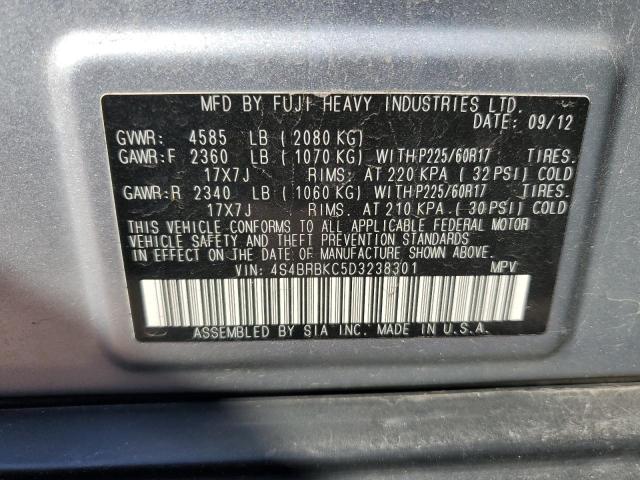 MFD BY FUJI HEAVY INDUSTRIES LTD.
DATE: 09/12
GVWR: 4585 LB ( 2080 KG)
GAWR:F 2360 LB ( 1070 KG) WITH P225/60R17 TIRES.
17X7J RIMS: AT 220 KPA ( 32 PSI) COLD
GAWR:R 2340 LB ( 1060 KG) WITH P225/60R17 TIRES.
17X7J RIMS. AT 210 KPA. ( 30 PSI) COLD
THIS VEHICLE CONFORMS TO ALL APPLICABLE FEDERAL MOTOR
VEHICLE SAFETY AND THEFT PREVENTION STANDARDS
IN EFFECT ON THE DATE OF MANUFACTURE SHOWN ABOVE.
VIN: 4S4BRBKC5D3238301 MPV
ASSEMBLED BY SIA INC. MADE IN U.S.A.